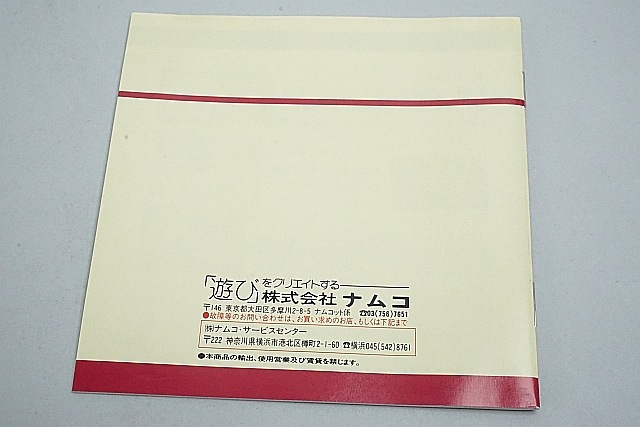 「遊び」をクリエイトする
株式会社 ナムコ
〒146 東京都大田区多摩川2-8-5 ナムコット係 ☎03(756)7651
●故障等のお問い合わせは、お買い求めのお店、もしくは下記まで
㈱ナムコ・サービスセンター
〒222 神奈川県横浜市港北区樽町2-1-60 ☎横浜045(542)8761
●本商品の輸出、使用営業及び賃貸を禁じます。